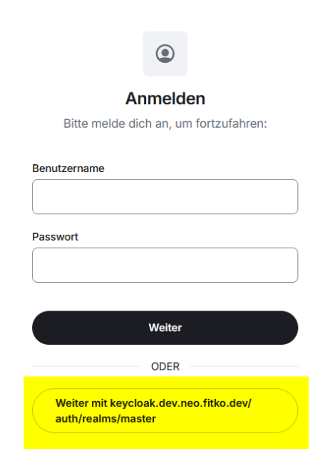 Anmelden
Bitte melde dich an, um fortzufahren:
Benutzername
Passwort
Weiter
ODER
Weiter mit keycloak.dev.neo.fitko.dev/
auth/realms/master